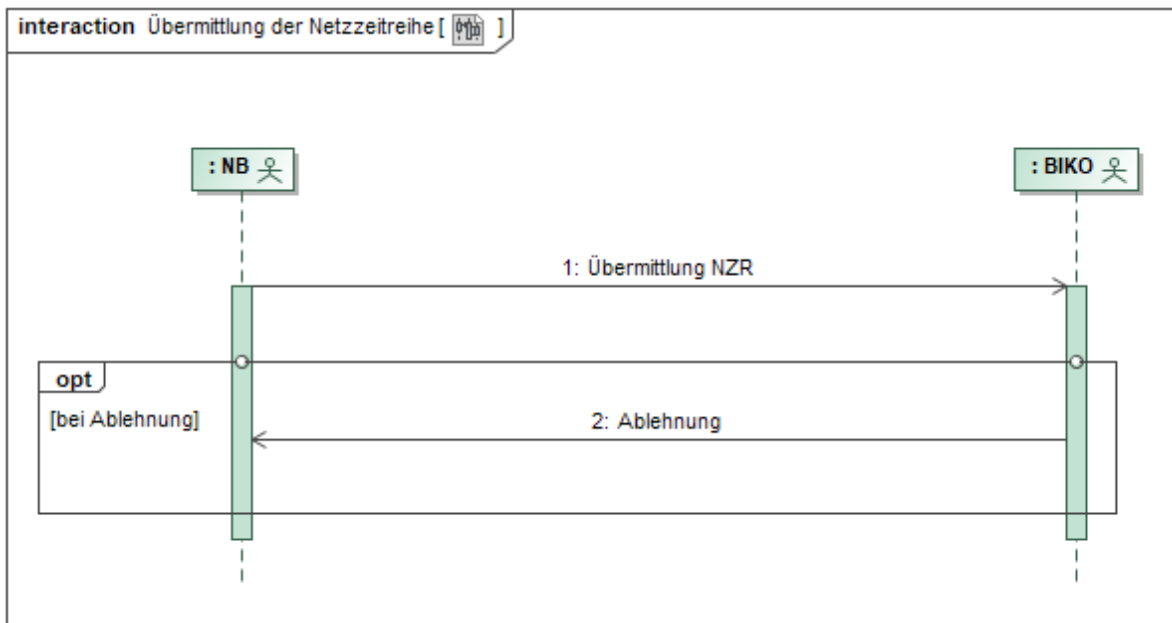 interaction Übermittlung der Netzzeitreihe [ ]
: NB
: BIKO
1: Übermittlung NZR
opt
[bei Ablehnung]
2: Ablehnung